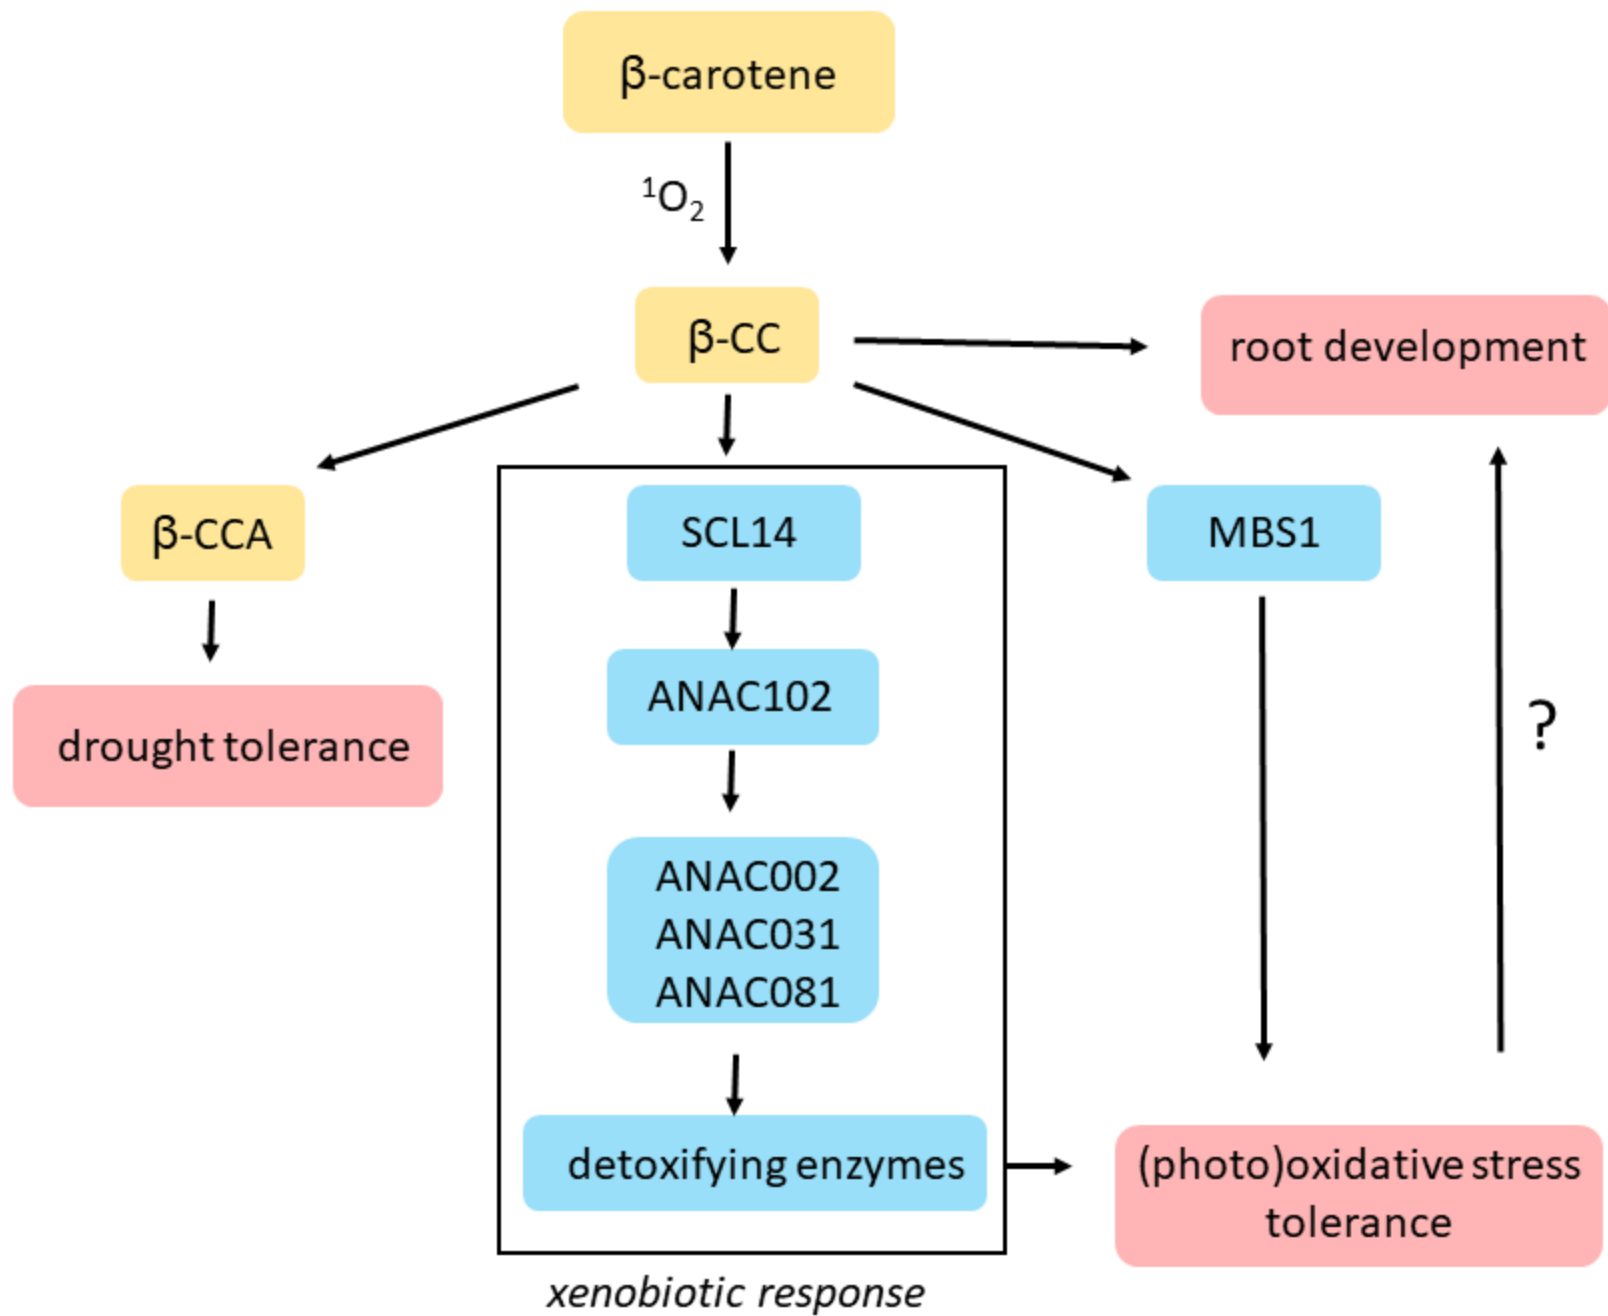 β-carotene
¹O₂
β-CC
root development
β-CCA
SCL14
MBS1
ANAC102
drought tolerance
?
ANAC002
ANAC031
ANAC081
detoxifying enzymes
(photo)oxidative stress
tolerance
xenobiotic response